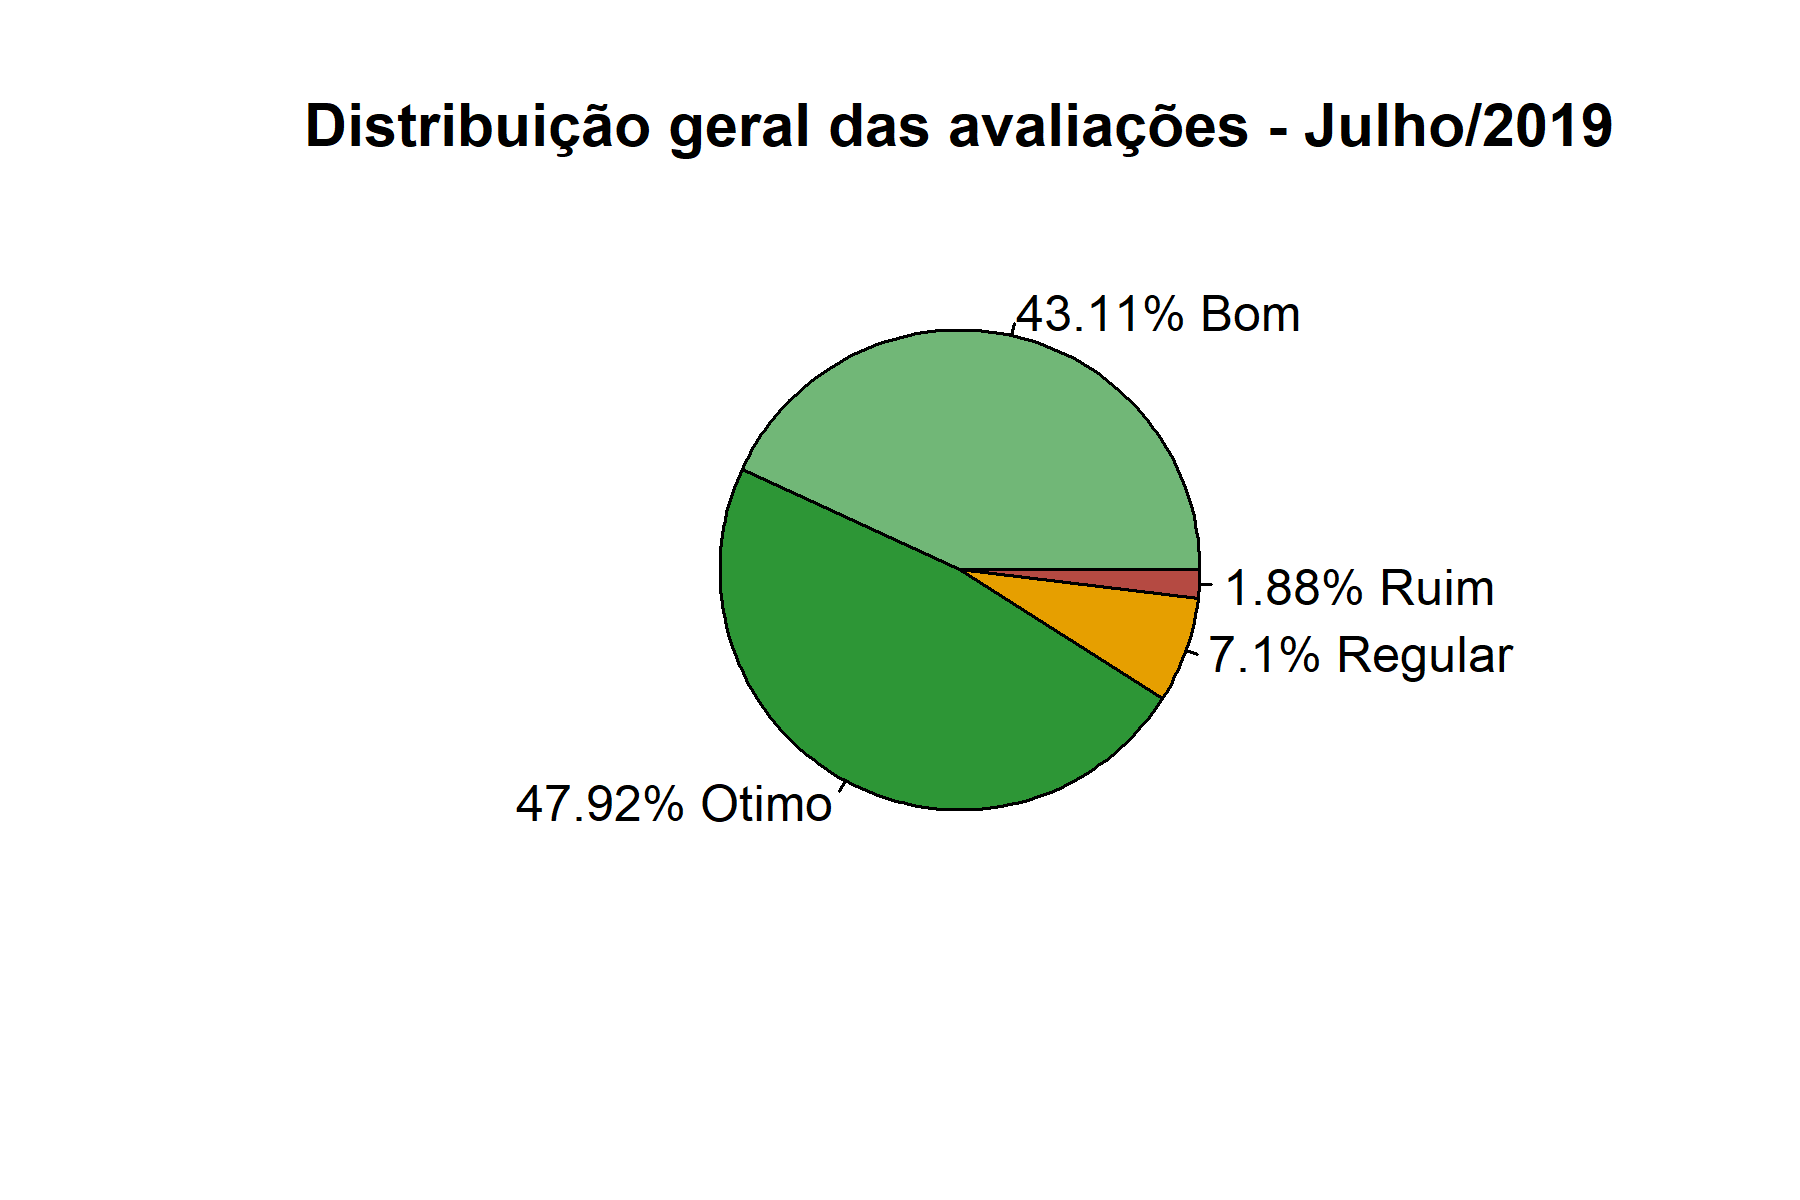 Distribuição geral das avaliações - Julho/2019
43.11% Bom
1.88% Ruim
7.1% Regular
47.92% Otimo